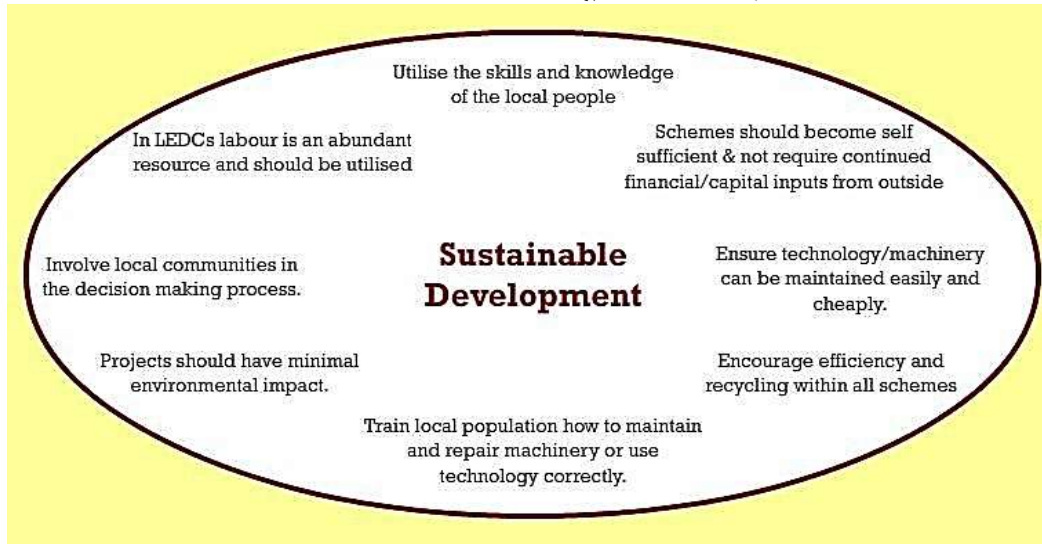 Utilise the skills and knowledge
of the local people
In LEDCs labour is an abundant
resource and should be utilised
Schemes should become self
sufficient & not require continued
financial/capital inputs from outside
Sustainable
Development
Involve local communities in
the decision making process.
Ensure technology/machinery
can be maintained easily and
cheaply.
Projects should have minimal
environmental impact.
Encourage efficiency and
recycling within all schemes
Train local population how to maintain
and repair machinery or use
technology correctly.